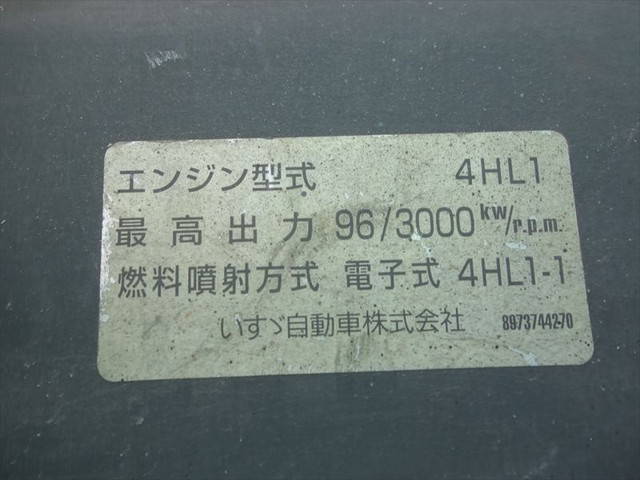 エンジン型式 4HL1
最高出力 96/3000 kw/r.p.m.
燃料噴射方式 電子式 4HL1-1
いすゞ自動車株式会社 8973744270